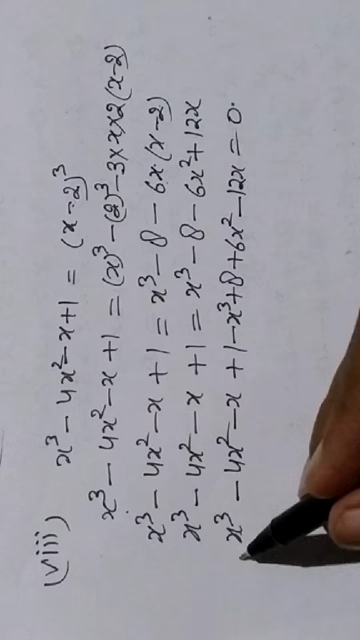 (viii) x³ - 4x² - x + 1 = (x - 2)³
x³ - 4x² - x + 1 = (x)³ - (2)³ - 3 × x × 2 (x - 2)
x³ - 4x² - x + 1 = x³ - 8 - 6x (x - 2)
x³ - 4x² - x + 1 = x³ - 8 - 6x² + 12x
x³ - 4x² - x + 1 - x³ + 8 + 6x² - 12x = 0.